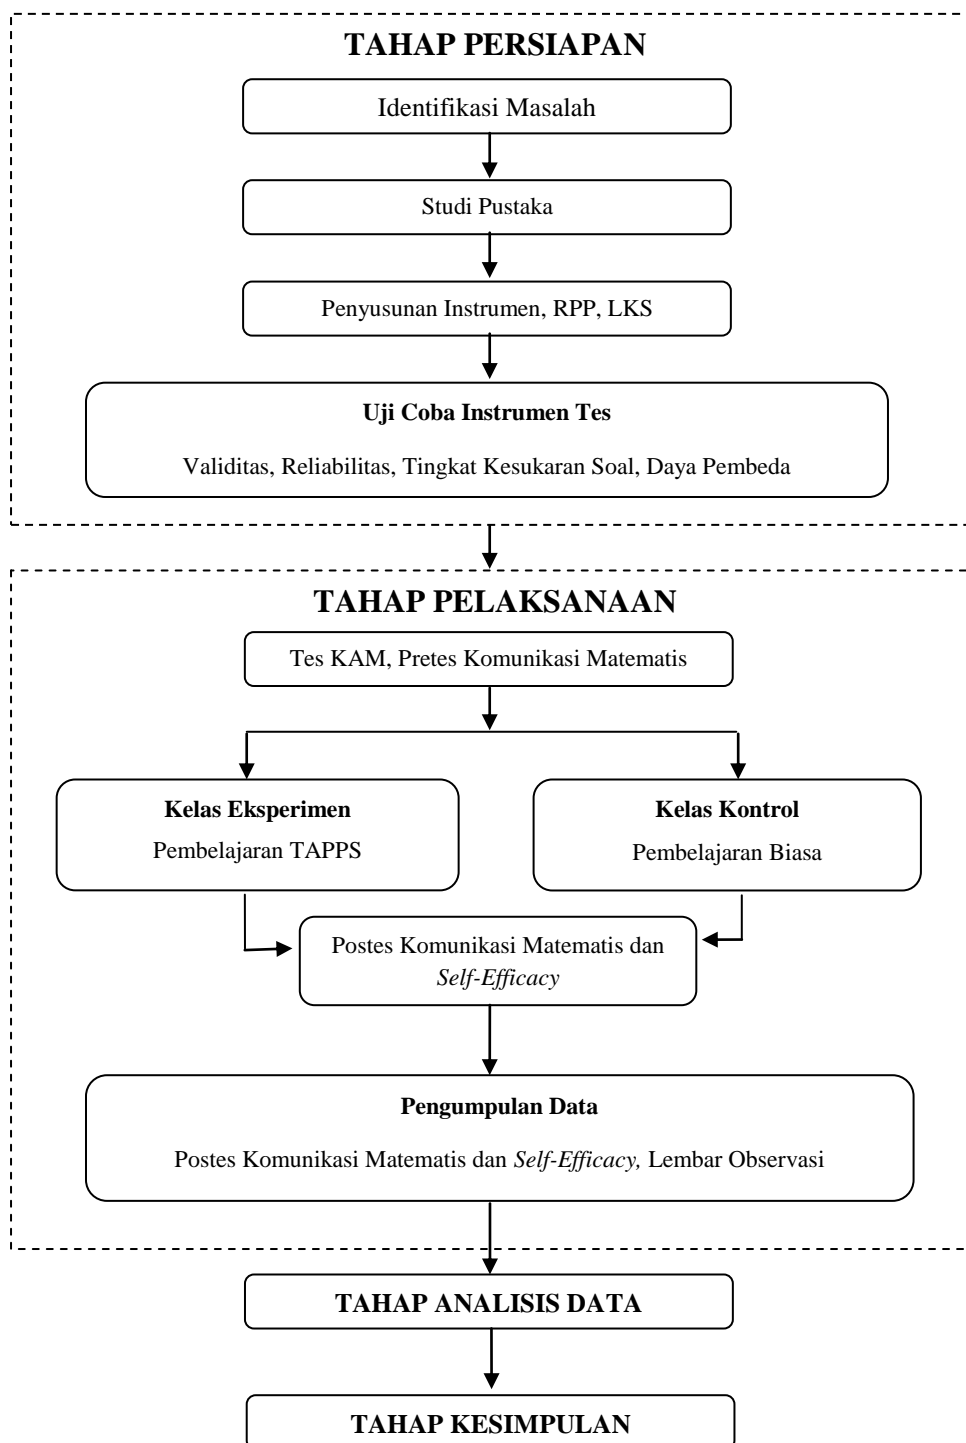 TAHAP PERSIAPAN
Identifikasi Masalah
Studi Pustaka
Penyusunan Instrumen, RPP, LKS
Uji Coba Instrumen Tes
Validitas, Reliabilitas, Tingkat Kesukaran Soal, Daya Pembeda
TAHAP PELAKSANAAN
Tes KAM, Pretes Komunikasi Matematis
Kelas Eksperimen
Pembelajaran TAPPS
Kelas Kontrol
Pembelajaran Biasa
Postes Komunikasi Matematis dan
Self-Efficacy
Pengumpulan Data
Postes Komunikasi Matematis dan Self-Efficacy, Lembar Observasi
TAHAP ANALISIS DATA
TAHAP KESIMPULAN